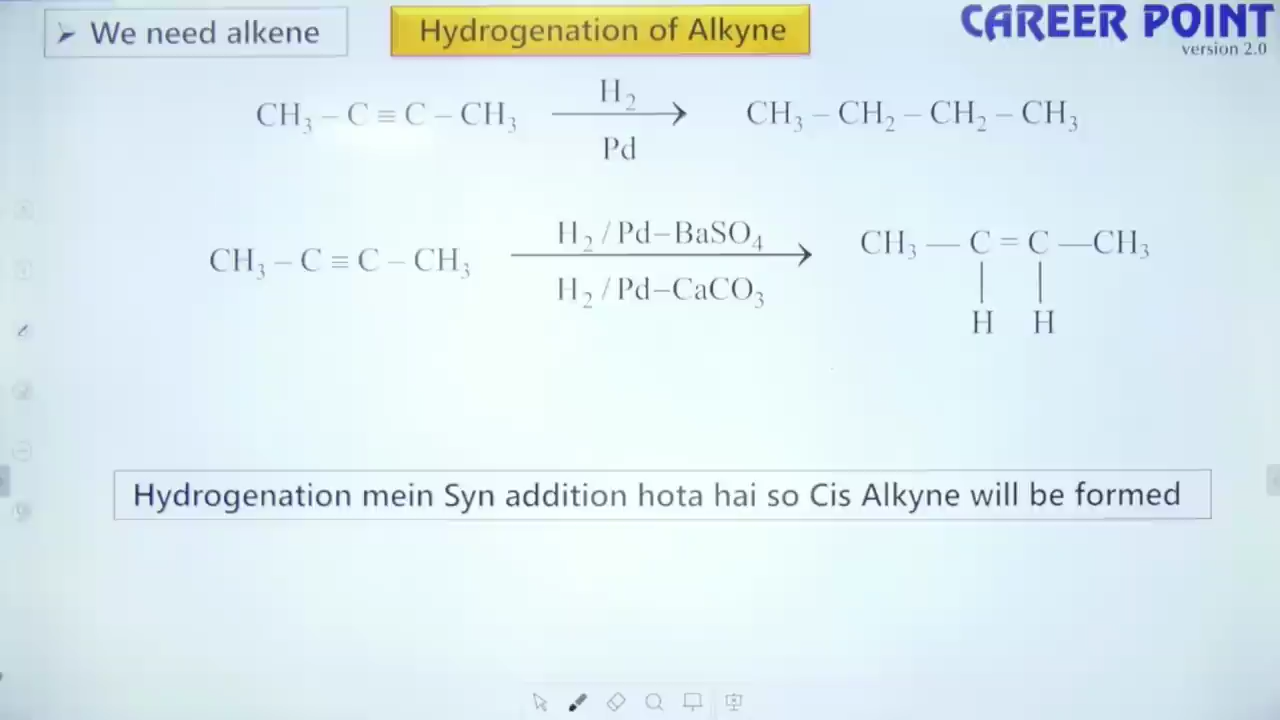 ➢ We need alkene
Hydrogenation of Alkyne
CAREER POINT
version 2.0
CH₃ – C ≡ C – CH₃ H₂ / Pd → CH₃ – CH₂ – CH₂ – CH₃
CH₃ – C ≡ C – CH₃ H₂ / Pd–BaSO₄ → CH₃ — C = C —CH₃
H₂ / Pd–CaCO₃
H H
Hydrogenation mein Syn addition hota hai so Cis Alkyne will be formed